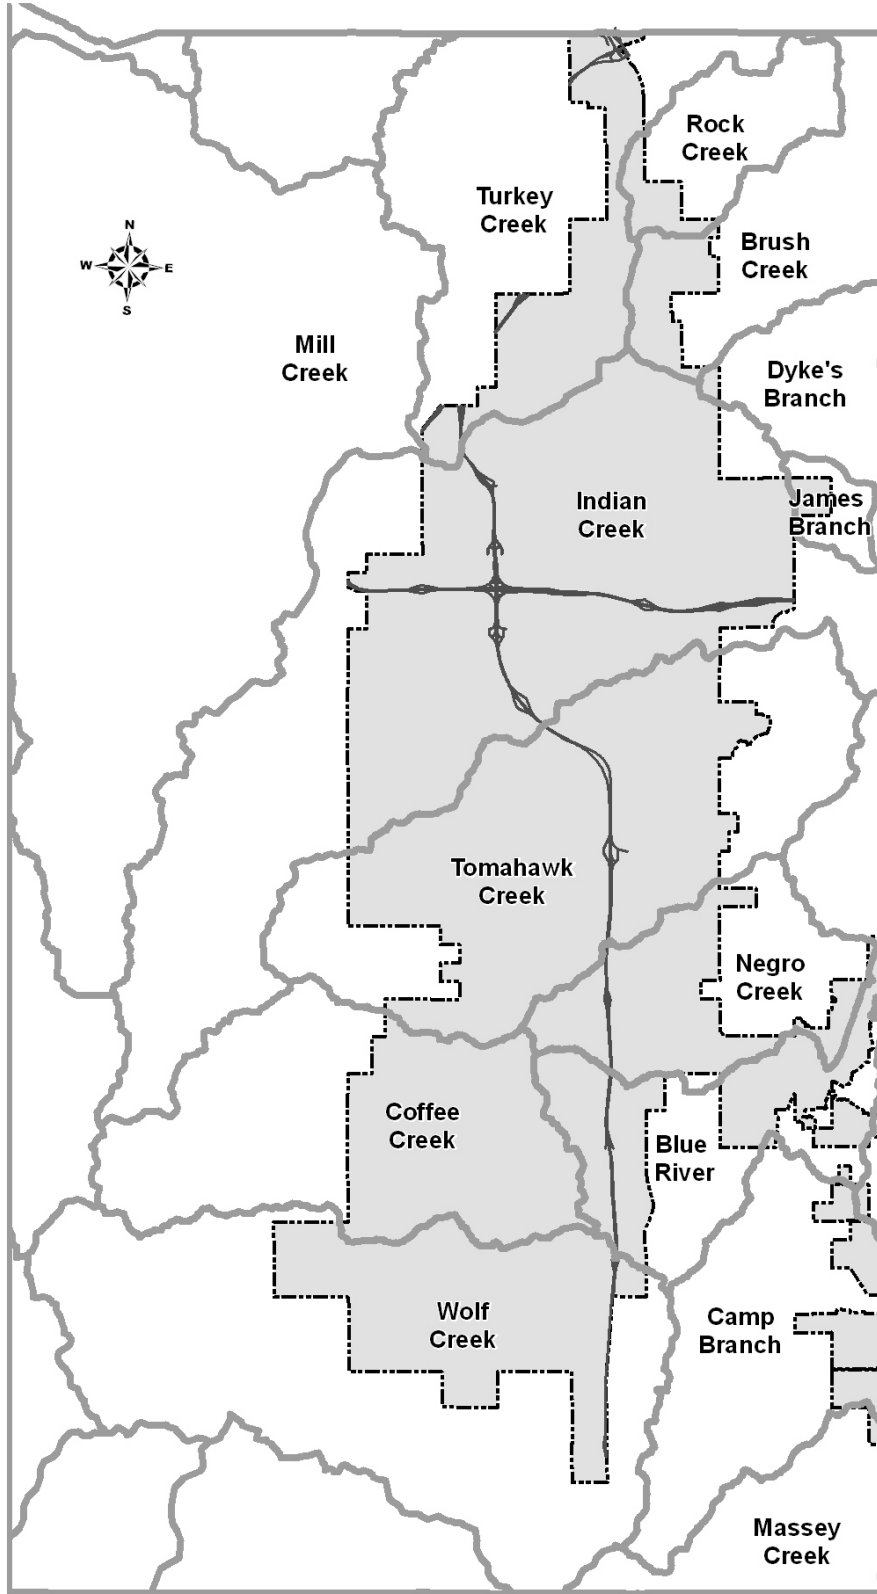 Rock
Creek
Turkey
Creek
N
W
E
S
Brush
Creek
Mill
Creek
Dyke's
Branch
Indian
Creek
James
Branch
Tomahawk
Creek
Negro
Creek
Coffee
Creek
Blue
River
Wolf
Creek
Camp
Branch
Massey
Creek